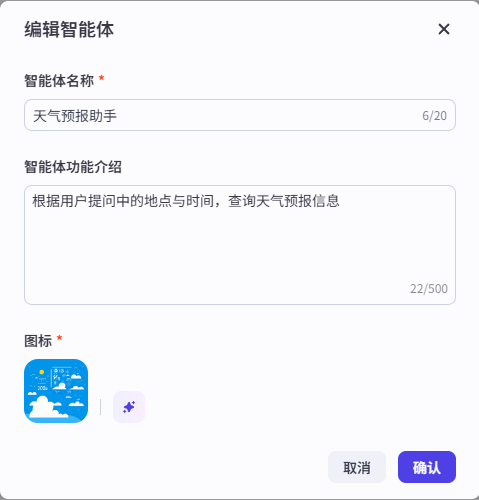 编辑智能体
智能体名称 *
天气预报助手 6/20
智能体功能介绍
根据用户提问中的地点与时间，查询天气预报信息
22/500
图标 *
取消 确认